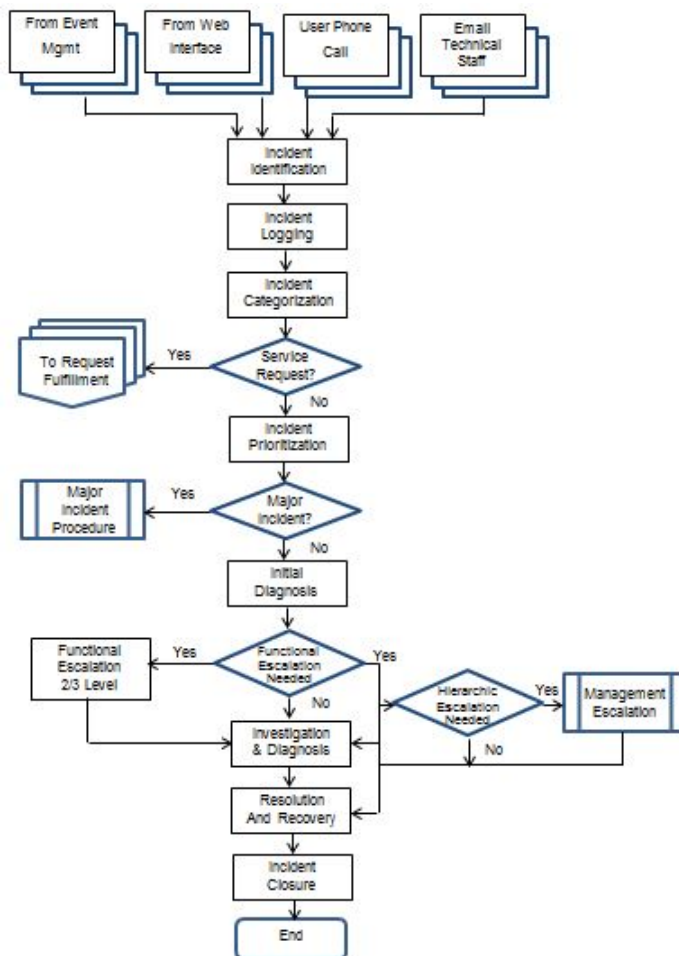 From Event
Mgmt
From Web
Interface
User Phone
Call
Email
Technical
Staff
Incident
Identification
Incident
Logging
Incident
Categorization
To Request
Fulfillment
Yes
Service
Request?
No
Incident
Prioritization
Major
Incident
Procedure
Yes
Major
Incident?
No
Initial
Diagnosis
Functional
Escalation
2/3 Level
Yes
Functional
Escalation
Needed
Yes
No
Hierarchic
Escalation
Needed
Yes
Management
Escalation
No
Investigation
& Diagnosis
Resolution
And Recovery
Incident
Closure
End